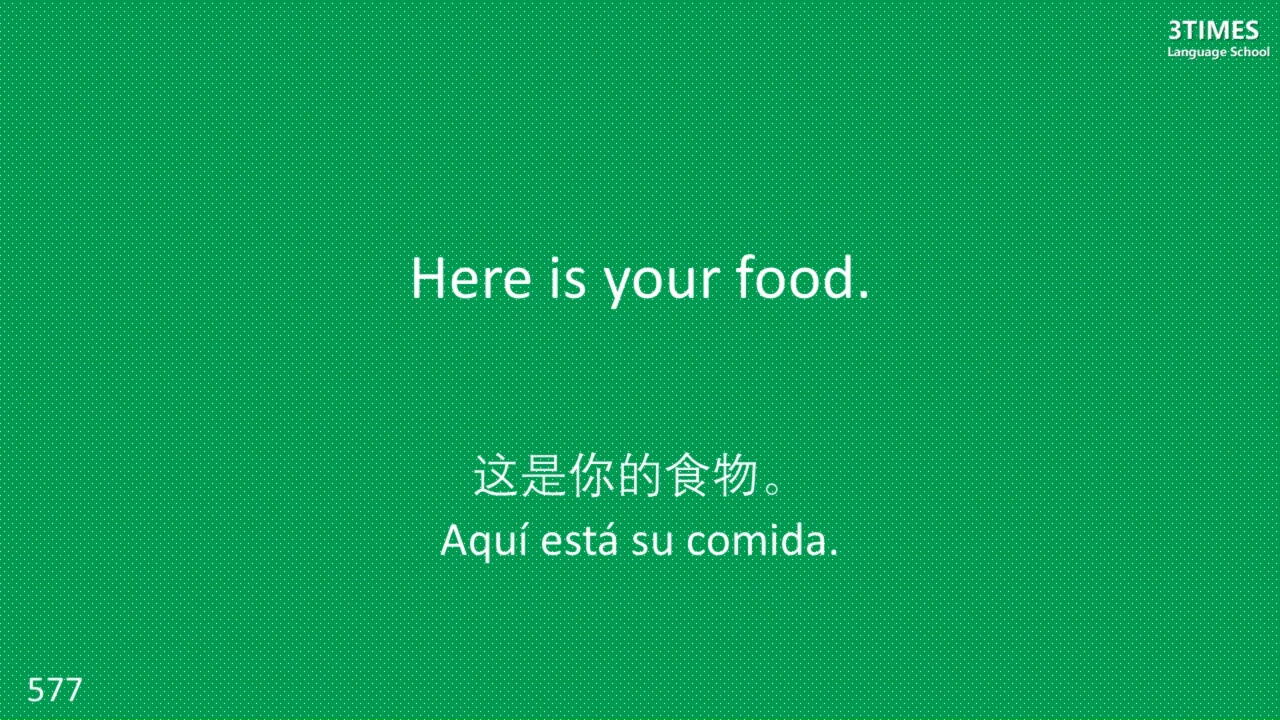 3TIMES
Language School
Here is your food.
这是你的食物。
Aquí está su comida.
577